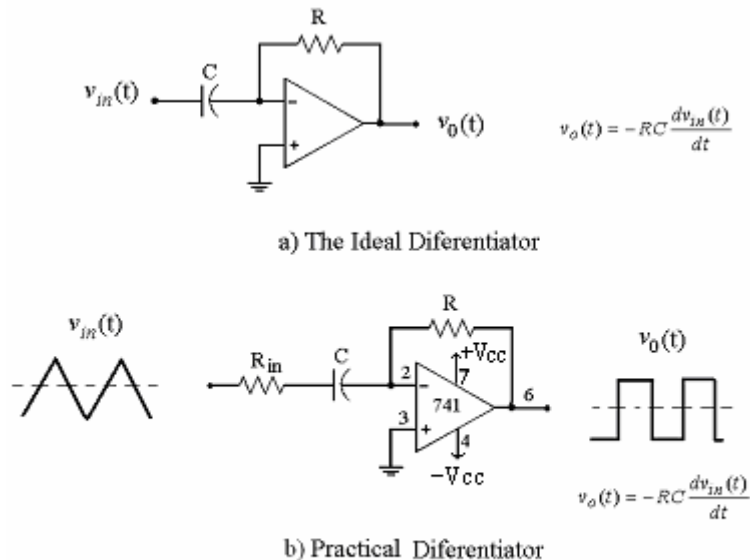 R
C
v_in(t)
−
+
v_0(t)
v_o(t) = −RC dv_in(t)/dt
a) The Ideal Diferentiator
v_in(t)
R
R_in
C
+Vcc
7
2
−
741
6
3
+
4
−Vcc
v_0(t)
v_o(t) = −RC dv_in(t)/dt
b) Practical Diferentiator